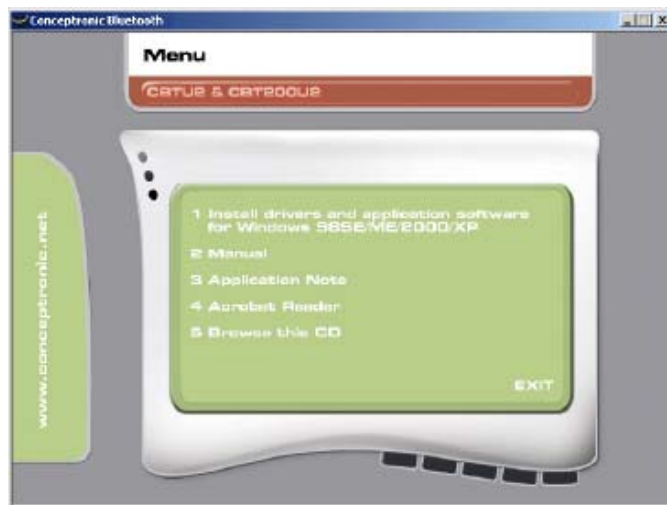 Conceptronic Bluetooth
Menu
CBTU2 & CBT200U2
www.conceptronic.net
1 Install drivers and application software
for Windows 98SE/ME/2000/XP
2 Manual
3 Application Note
4 Acrobat Reader
5 Browse this CD
EXIT